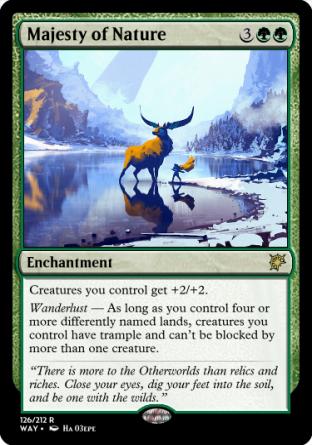 Majesty of Nature 3
Enchantment
Creatures you control get +2/+2.
Wanderlust — As long as you control four or
more differently named lands, creatures you
control have trample and can't be blocked by
more than one creature.
"There is more to the Otherworlds than relics and
riches. Close your eyes, dig your feet into the soil,
and be one with the wilds."
126/212 R
WAY • HA 03EPE